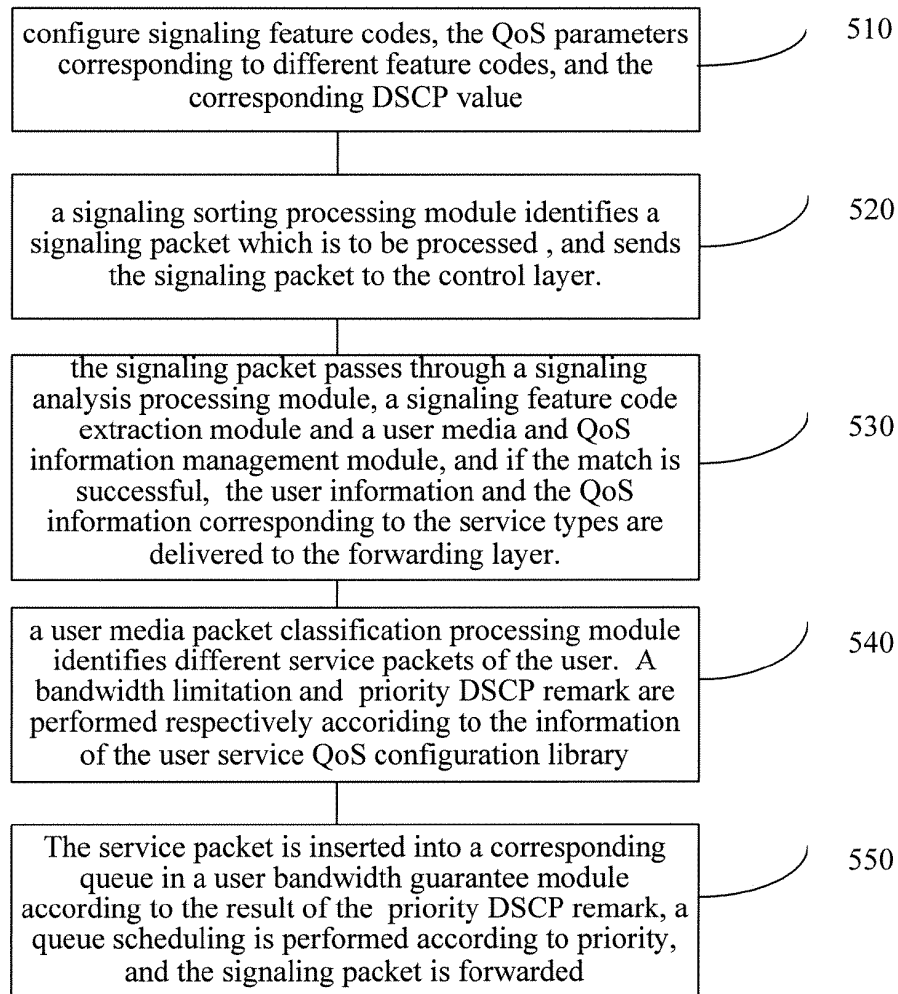 configure signaling feature codes, the QoS parameters
corresponding to different feature codes, and the
corresponding DSCP value
510
a signaling sorting processing module identifies a
signaling packet which is to be processed , and sends
the signaling packet to the control layer.
520
the signaling packet passes through a signaling
analysis processing module, a signaling feature code
extraction module and a user media and QoS
information management module, and if the match is
successful, the user information and the QoS
information corresponding to the service types are
delivered to the forwarding layer.
530
a user media packet classification processing module
identifies different service packets of the user. A
bandwidth limitation and priority DSCP remark are
performed respectively accoriding to the information
of the user service QoS configuration library
540
The service packet is inserted into a corresponding
queue in a user bandwidth guarantee module
according to the result of the priority DSCP remark, a
queue scheduling is performed according to priority,
and the signaling packet is forwarded
550